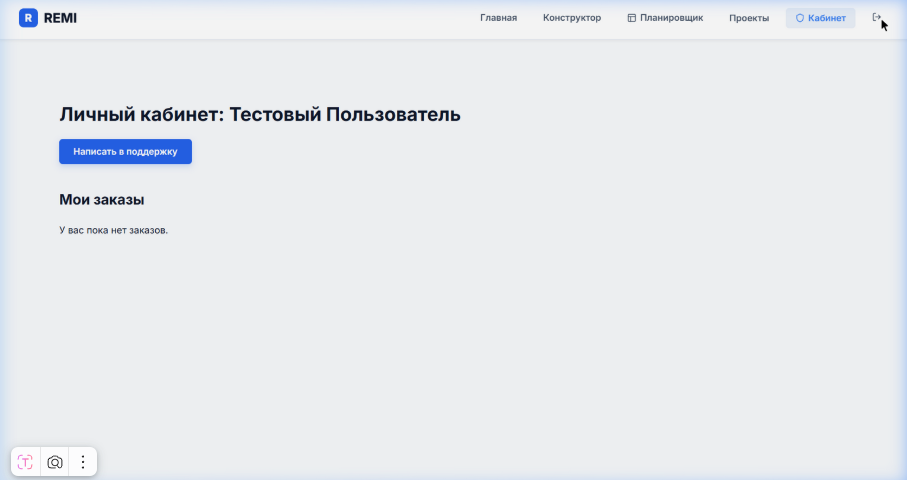 R REMI
Главная Конструктор Планировщик Проекты Кабинет
Личный кабинет: Тестовый Пользователь
Написать в поддержку
Мои заказы
У вас пока нет заказов.
T